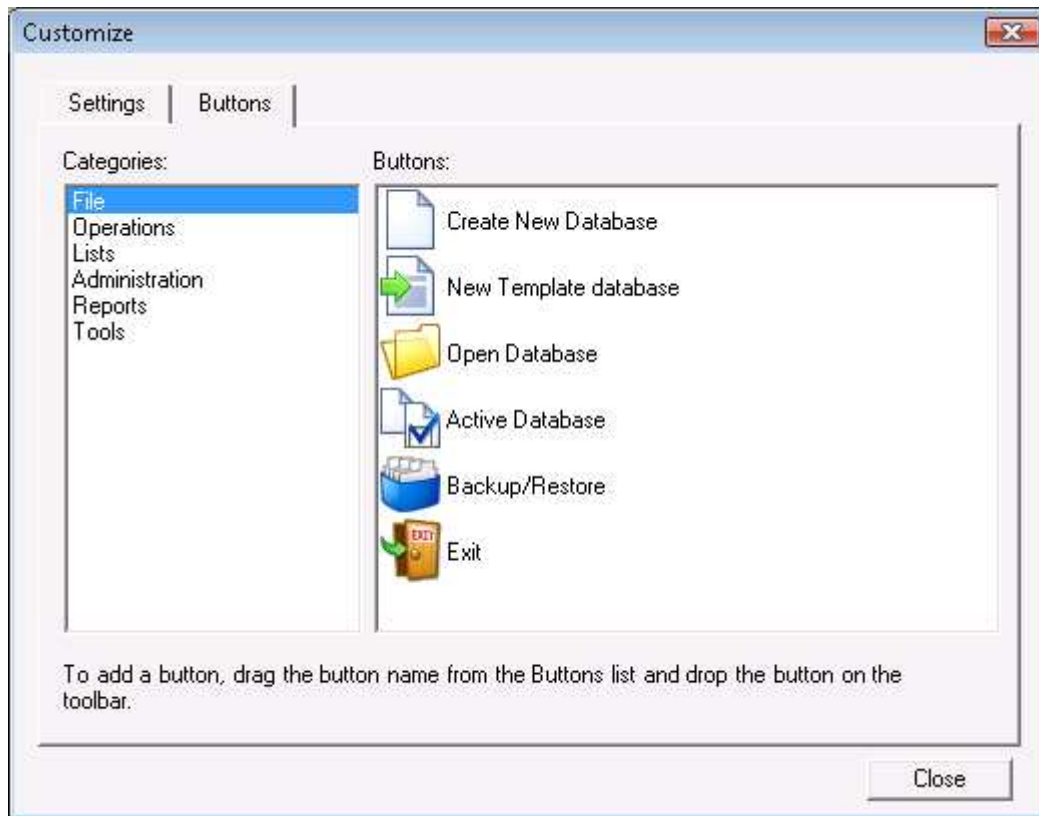 Customize
Settings
Buttons
Categories:
File
Operations
Lists
Administration
Reports
Tools
Buttons:
Create New Database
New Template database
Open Database
Active Database
Backup/Restore
EXIT
Exit
To add a button, drag the button name from the Buttons list and drop the button on the
toolbar.
Close